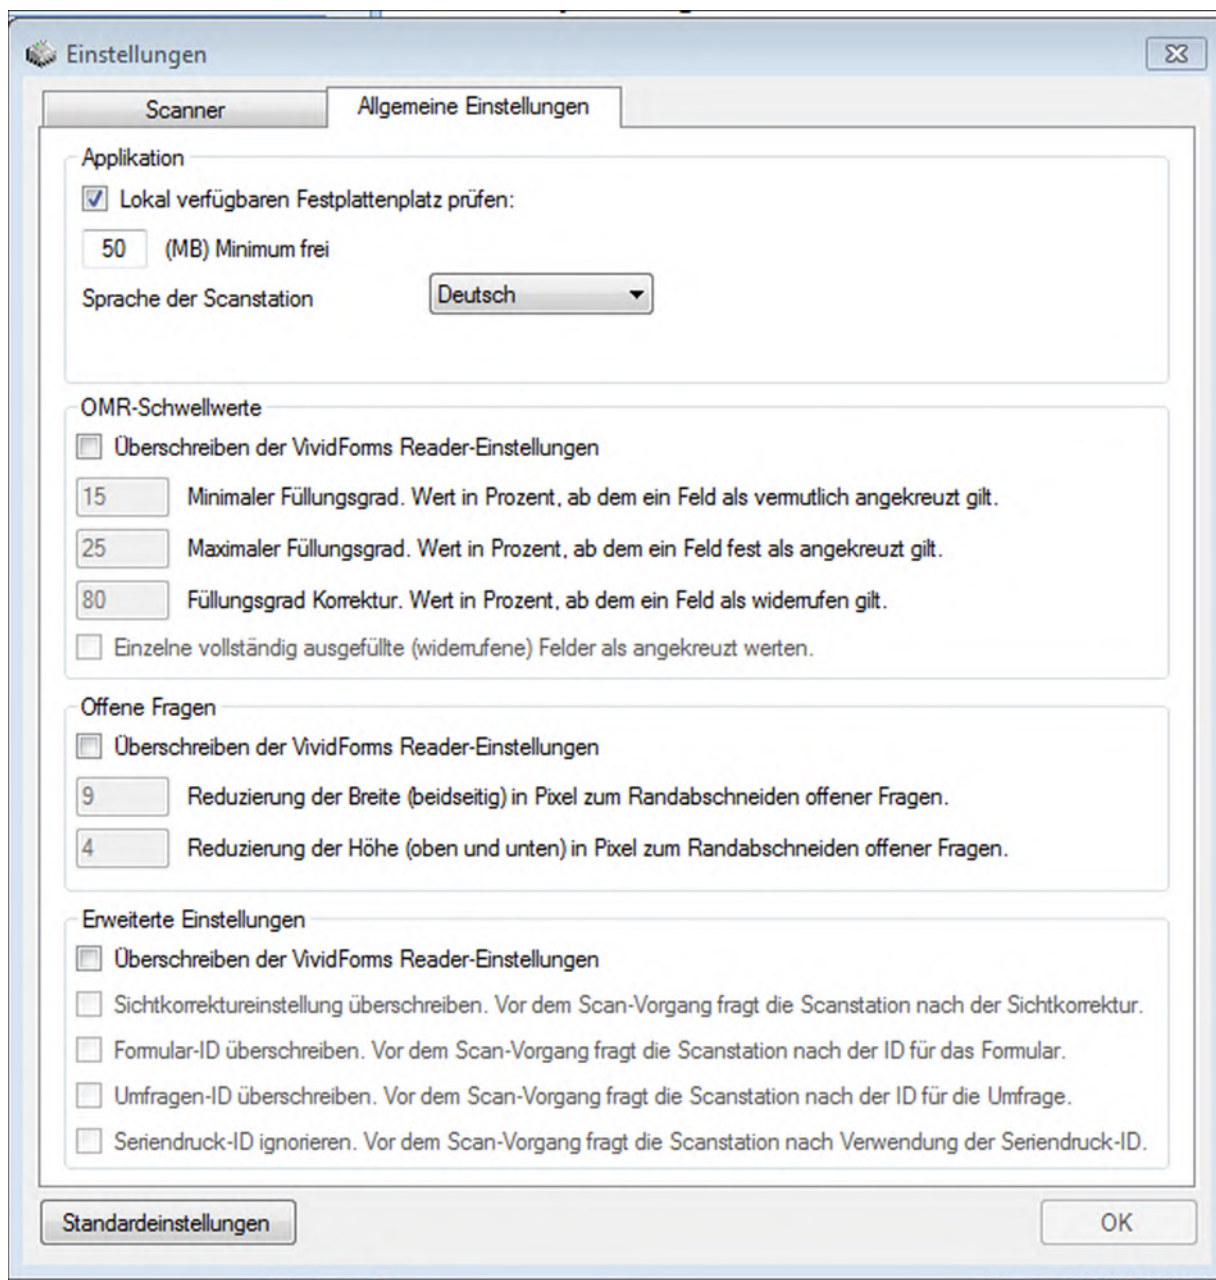 Einstellungen
Scanner
Allgemeine Einstellungen
Applikation
Lokal verfügbaren Festplattenplatz prüfen:
50 (MB) Minimum frei
Sprache der Scanstation Deutsch
OMR-Schwellwerte
Überschreiben der VividForms Reader-Einstellungen
15 Minimaler Füllungsgrad. Wert in Prozent, ab dem ein Feld als vermutlich angekreuzt gilt.
25 Maximaler Füllungsgrad. Wert in Prozent, ab dem ein Feld fest als angekreuzt gilt.
80 Füllungsgrad Korrektur. Wert in Prozent, ab dem ein Feld als widerrufen gilt.
Einzelne vollständig ausgefüllte (widerrufene) Felder als angekreuzt werten.
Offene Fragen
Überschreiben der VividForms Reader-Einstellungen
9 Reduzierung der Breite (beidseitig) in Pixel zum Randabschneiden offener Fragen.
4 Reduzierung der Höhe (oben und unten) in Pixel zum Randabschneiden offener Fragen.
Erweiterte Einstellungen
Überschreiben der VividForms Reader-Einstellungen
Sichtkorrektureinstellung überschreiben. Vor dem Scan-Vorgang fragt die Scanstation nach der Sichtkorrektur.
Formular-ID überschreiben. Vor dem Scan-Vorgang fragt die Scanstation nach der ID für das Formular.
Umfragen-ID überschreiben. Vor dem Scan-Vorgang fragt die Scanstation nach der ID für die Umfrage.
Seriendruck-ID ignorieren. Vor dem Scan-Vorgang fragt die Scanstation nach Verwendung der Seriendruck-ID.
Standardeinstellungen
OK